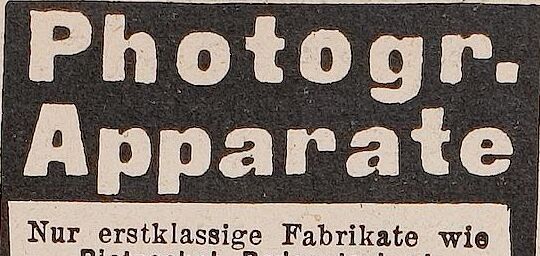 Photogr.
Apparate
Nur erstklassige Fabrikate wie